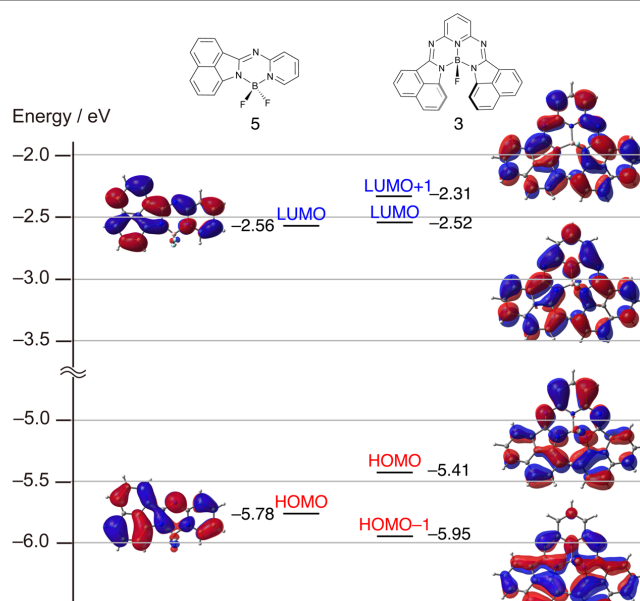 N
N
N
B
F
F
5
N
N
N
N
N
B
F
3
Energy / eV
–2.0
–2.5
–3.0
–3.5
–5.0
–5.5
–6.0
–2.56
LUMO
LUMO+1
–2.31
LUMO
–2.52
HOMO
–5.41
–5.78
HOMO
HOMO–1
–5.95